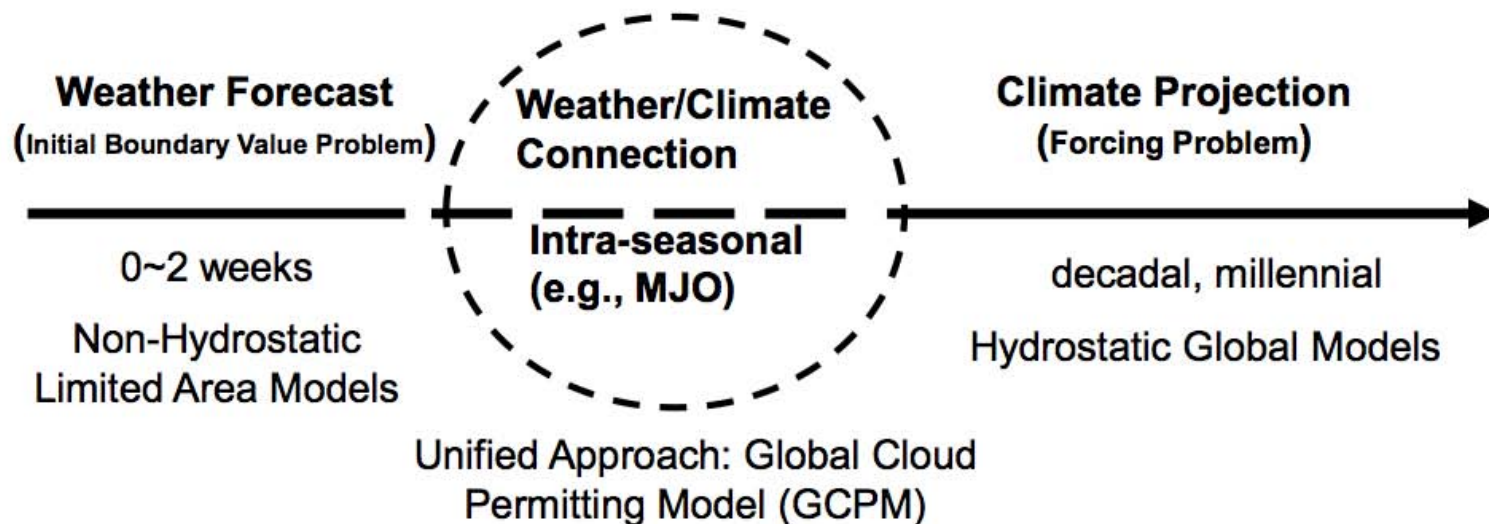 Weather Forecast
(Initial Boundary Value Problem)
0~2 weeks
Non-Hydrostatic
Limited Area Models
Weather/Climate
Connection
Intra-seasonal
(e.g., MJO)
Unified Approach: Global Cloud
Permitting Model (GCPM)
Climate Projection
(Forcing Problem)
decadal, millennial
Hydrostatic Global Models